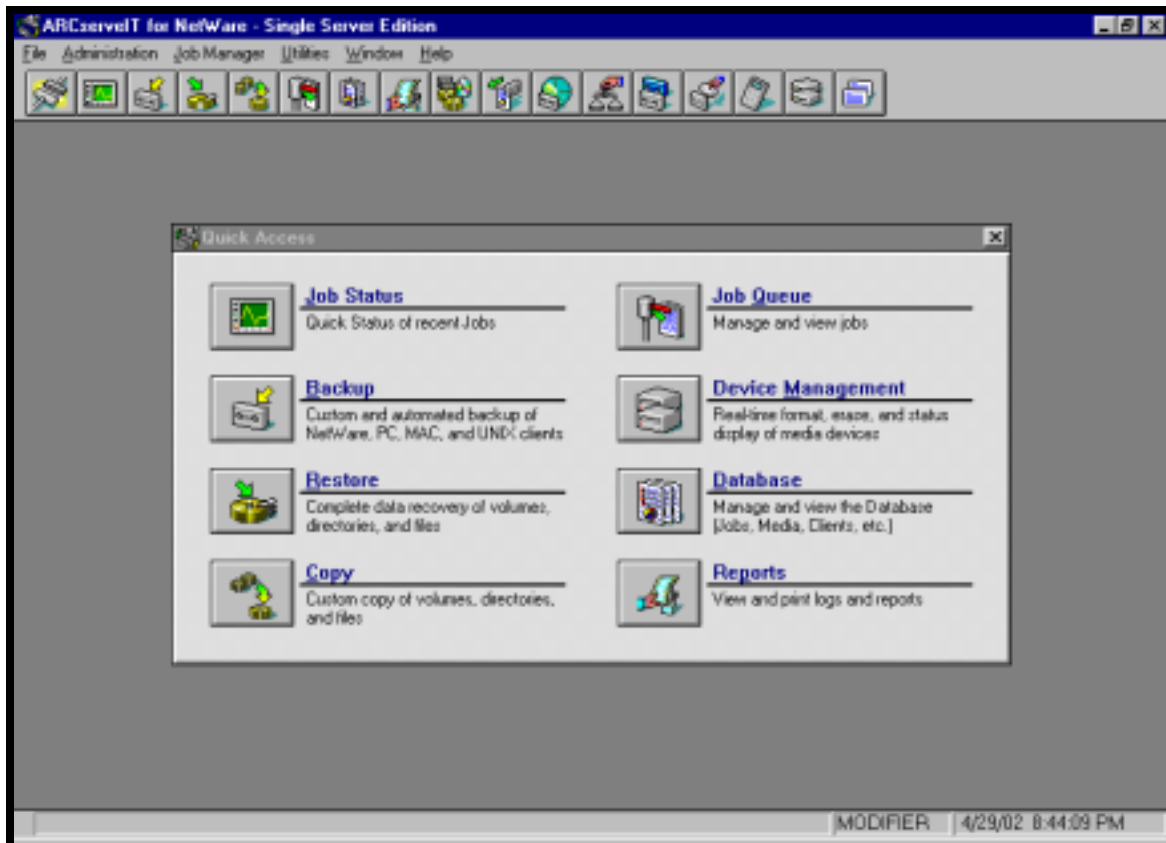 ARCserveIT for NetWare - Single Server Edition
File Administration Job Manager Utilities Window Help
Quick Access
Job Status
Quick Status of recent Jobs
Backup
Custom and automated backup of
NetWare, PC, MAC, and UNIX clients
Restore
Complete data recovery of volumes,
directories, and files
Copy
Custom copy of volumes, directories,
and files
Job Queue
Manage and view jobs
Device Management
Real-time format, erase, and status
display of media devices
Database
Manage and view the Database
(Jobs, Media, Clients, etc.)
Reports
View and print logs and reports
MODIFIER 4/29/02 8:44:09 PM